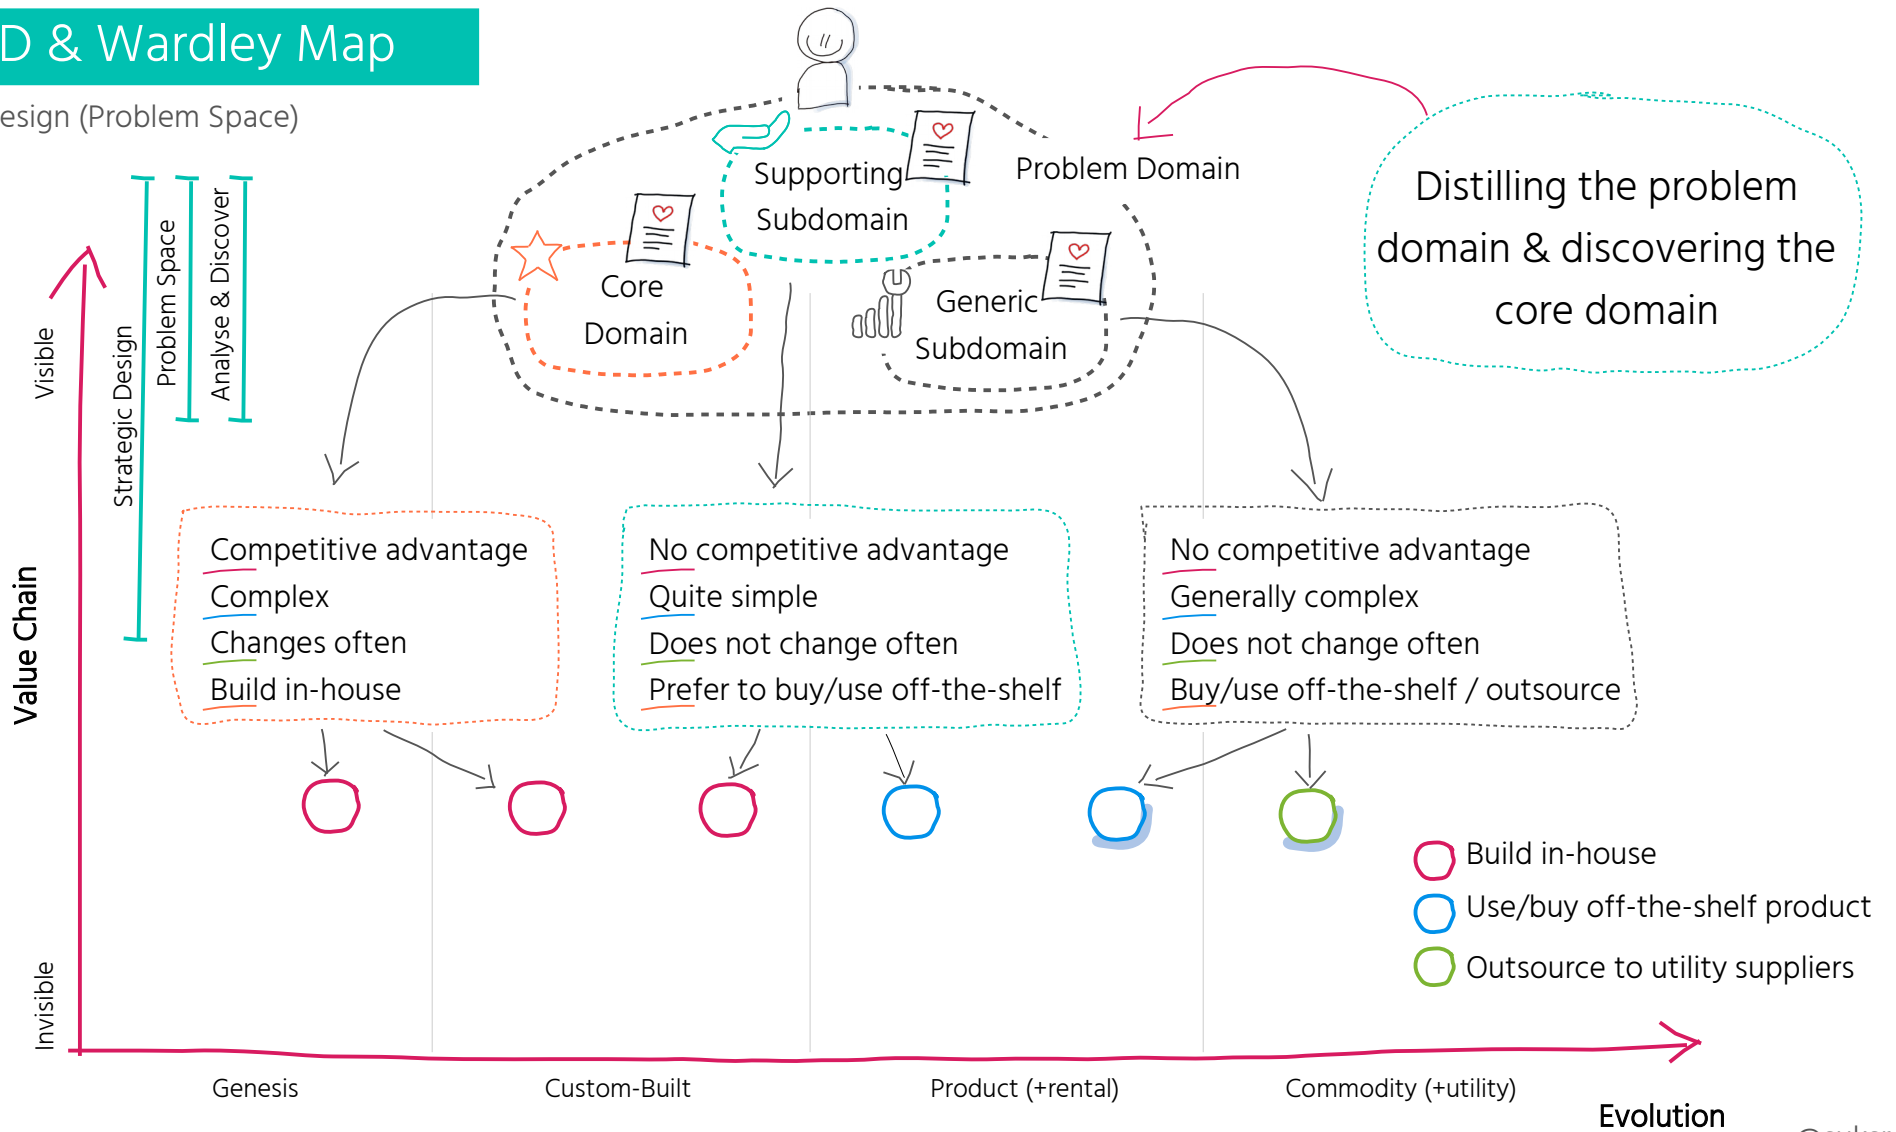 D & Wardley Map
esign (Problem Space)
Problem Domain
Supporting
Subdomain
Core
Domain
Generic
Subdomain
Distilling the problem
domain & discovering the
core domain
Strategic Design
Problem Space
Analyse & Discover
Visible
Value Chain
Invisible
Competitive advantage
Complex
Changes often
Build in-house
No competitive advantage
Quite simple
Does not change often
Prefer to buy/use off-the-shelf
No competitive advantage
Generally complex
Does not change often
Buy/use off-the-shelf / outsource
Build in-house
Use/buy off-the-shelf product
Outsource to utility suppliers
Genesis
Custom-Built
Product (+rental)
Commodity (+utility)
Evolution